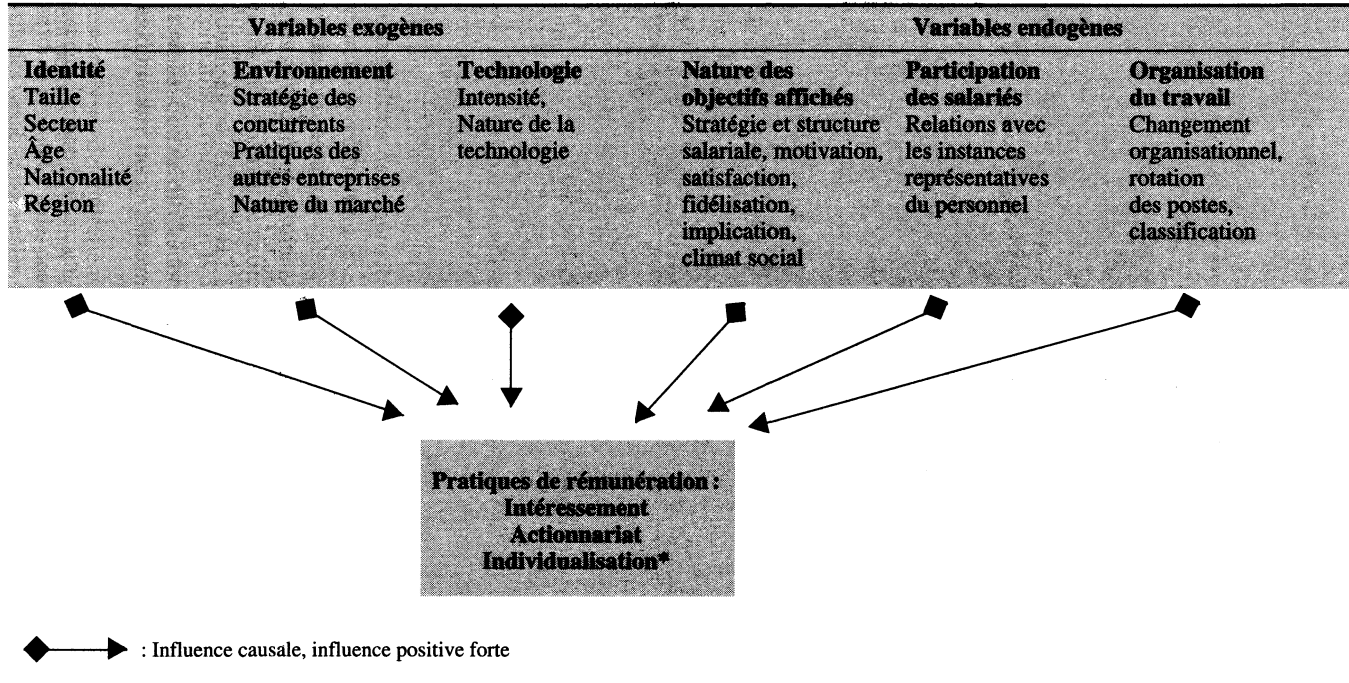 Variables exogènes
Variables endogènes
Identité
Taille
Secteur
Âge
Nationalité
Région
Environnement
Stratégie des
concurrents
Pratiques des
autres entreprises
Nature du marché
Technologie
Intensité,
Nature de la
technologie
Nature des
objectifs affichés
Stratégie et structure
salariale, motivation,
satisfaction,
fidélisation,
implication,
climat social
Participation
des salariés
Relations avec
les instances
représentatives
du personnel
Organisation
du travail
Changement
organisationnel,
rotation
des postes,
classification
Pratiques de rémunération :
Intéressement
Actionnariat
Individualisation*
: Influence causale, influence positive forte